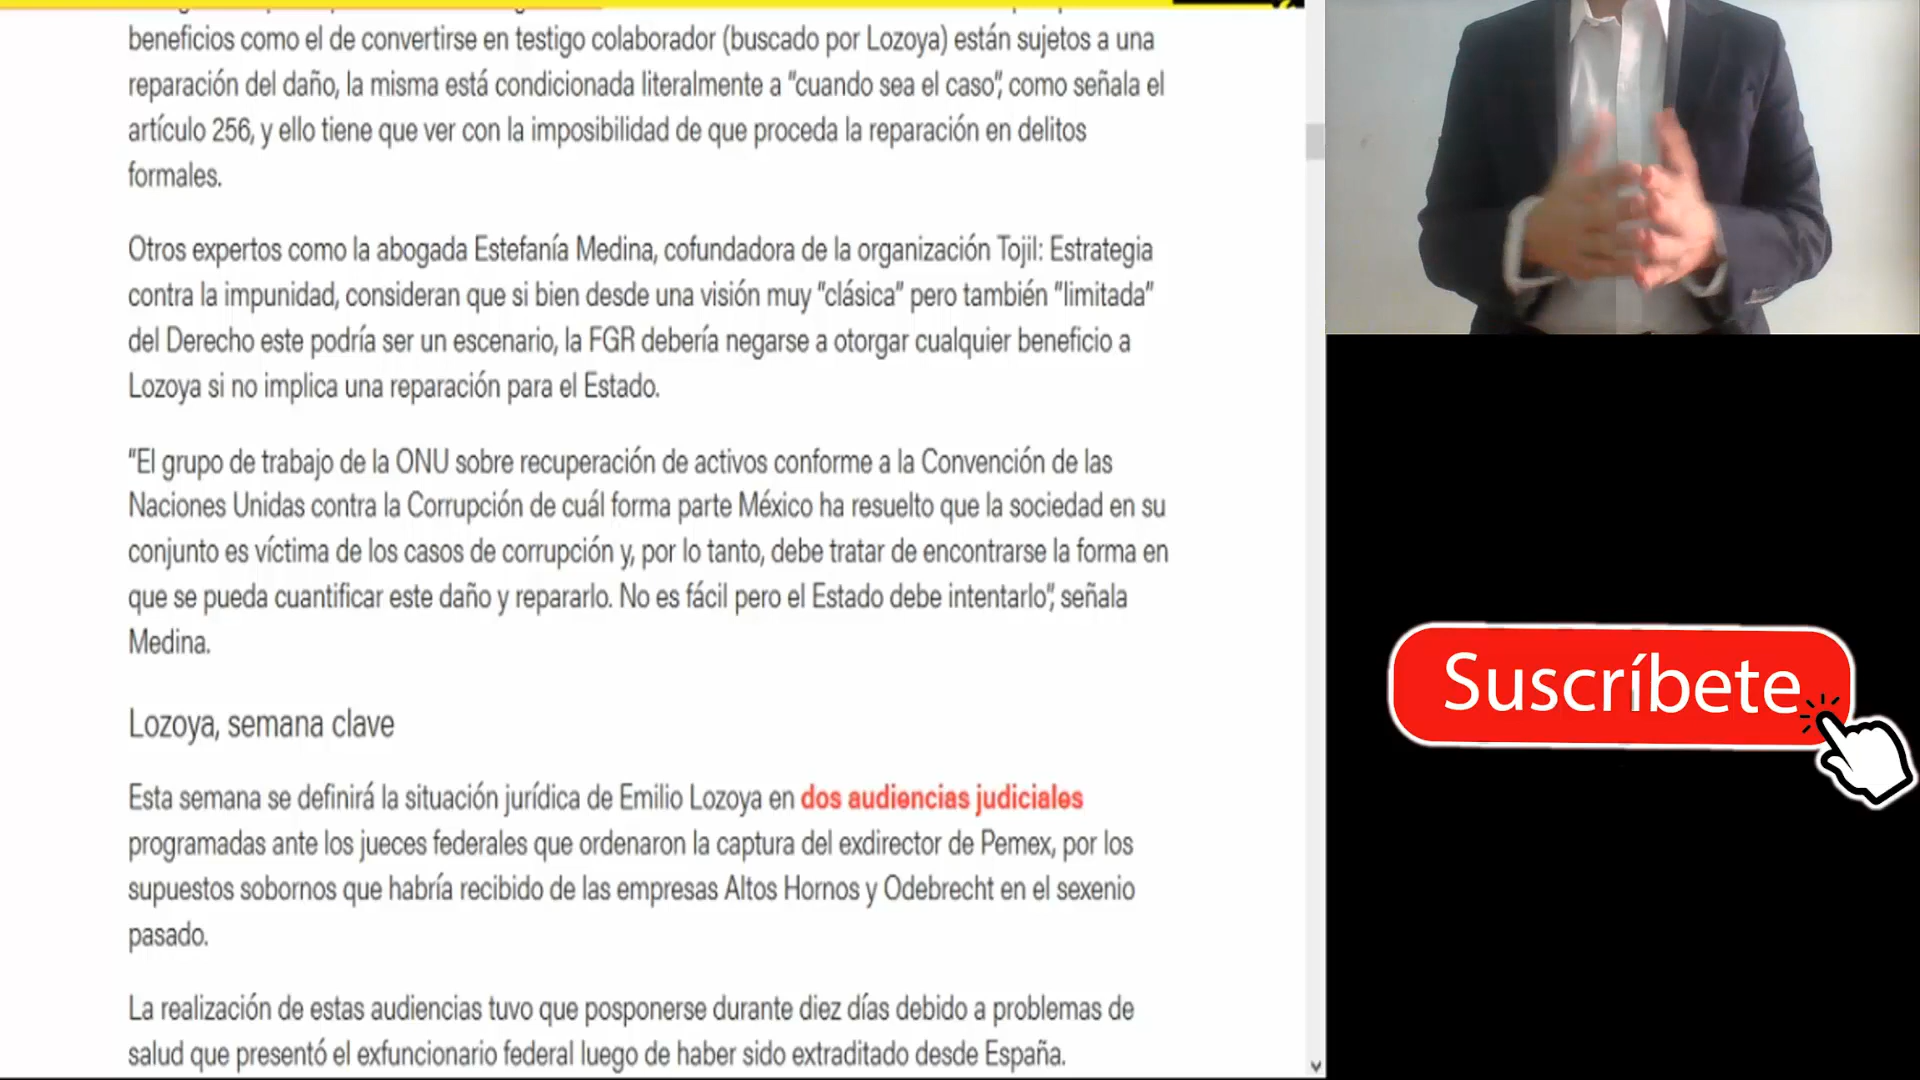 beneficios como el de convertirse en testigo colaborador (buscado por Lozoya) están sujetos a una
reparación del daño, la misma está condicionada literalmente a “cuando sea el caso”, como señala el
artículo 256, y ello tiene que ver con la imposibilidad de que proceda la reparación en delitos
formales.
Otros expertos como la abogada Estefanía Medina, cofundadora de la organización Tojil: Estrategia
contra la impunidad, consideran que si bien desde una visión muy “clásica” pero también “limitada”
del Derecho este podría ser un escenario, la FGR debería negarse a otorgar cualquier beneficio a
Lozoya si no implica una reparación para el Estado.
“El grupo de trabajo de la ONU sobre recuperación de activos conforme a la Convención de las
Naciones Unidas contra la Corrupción de cuál forma parte México ha resuelto que la sociedad en su
conjunto es víctima de los casos de corrupción y, por lo tanto, debe tratar de encontrarse la forma en
que se pueda cuantificar este daño y repararlo. No es fácil pero el Estado debe intentarlo”, señala
Medina.
Lozoya, semana clave
Esta semana se definirá la situación jurídica de Emilio Lozoya en dos audiencias judiciales
programadas ante los jueces federales que ordenaron la captura del exdirector de Pemex, por los
supuestos sobornos que habría recibido de las empresas Altos Hornos y Odebrecht en el sexenio
pasado.
La realización de estas audiencias tuvo que posponerse durante diez días debido a problemas de
salud que presentó el exfuncionario federal luego de haber sido extraditado desde España.
Suscríbete